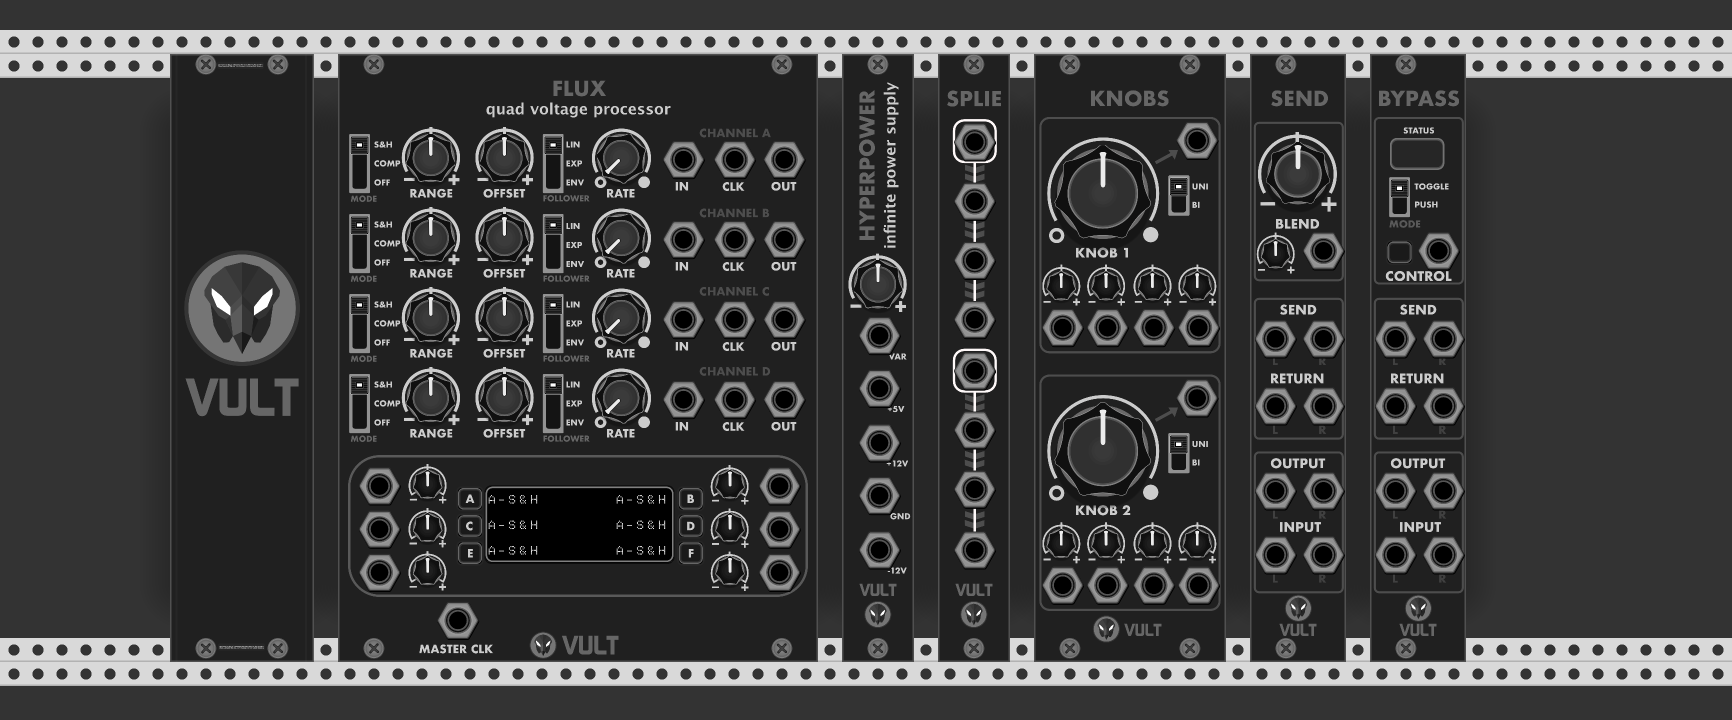 VULT
FLUX
quad voltage processor
CHANNEL A
S&H
COMP
OFF
MODE
RANGE
OFFSET
LIN
EXP
ENV
FOLLOWER
RATE
IN
CLK
OUT
CHANNEL B
S&H
COMP
OFF
MODE
RANGE
OFFSET
LIN
EXP
ENV
FOLLOWER
RATE
IN
CLK
OUT
CHANNEL C
S&H
COMP
OFF
MODE
RANGE
OFFSET
LIN
EXP
ENV
FOLLOWER
RATE
IN
CLK
OUT
CHANNEL D
S&H
COMP
OFF
MODE
RANGE
OFFSET
LIN
EXP
ENV
FOLLOWER
RATE
IN
CLK
OUT
A A-S&H A-S&H B
C A-S&H A-S&H D
E A-S&H A-S&H F
MASTER CLK
VULT
HYPERPOWER
infinite power supply
VAR
+5V
+12V
GND
-12V
VULT
SPLIE
VULT
KNOBS
UNI
BI
KNOB 1
UNI
BI
KNOB 2
VULT
SEND
BLEND
SEND
L R
RETURN
L R
OUTPUT
L R
INPUT
L R
VULT
BYPASS
STATUS
TOGGLE
PUSH
MODE
CONTROL
SEND
L R
RETURN
L R
OUTPUT
L R
INPUT
L R
VULT